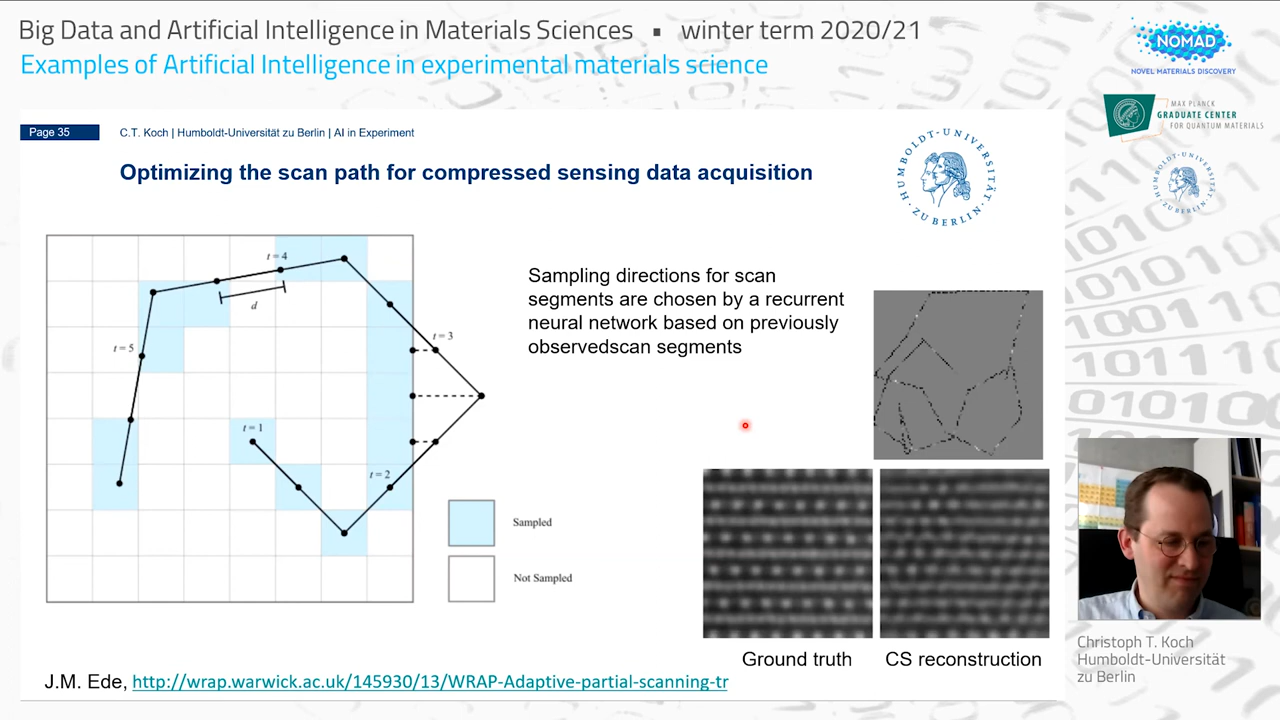 Big Data and Artificial Intelligence in Materials Sciences ▪ winter term 2020/21
Examples of Artificial Intelligence in experimental materials science
NOMAD
NOVEL MATERIALS DISCOVERY
MAX PLANCK
GRADUATE CENTER
FOR QUANTUM MATERIALS
HUMBOLDT-UNIVERSITÄT
ZU BERLIN
Page 35
C.T. Koch | Humboldt-Universität zu Berlin | AI in Experiment
Optimizing the scan path for compressed sensing data acquisition
HUMBOLDT-UNIVERSITÄT
ZU BERLIN
t = 4
d
t = 3
t = 5
t = 1
t = 2
Sampled
Not Sampled
Sampling directions for scan
segments are chosen by a recurrent
neural network based on previously
observedscan segments
Ground truth
CS reconstruction
J.M. Ede, http://wrap.warwick.ac.uk/145930/13/WRAP-Adaptive-partial-scanning-tr
Christoph T. Koch
Humboldt-Universität
zu Berlin